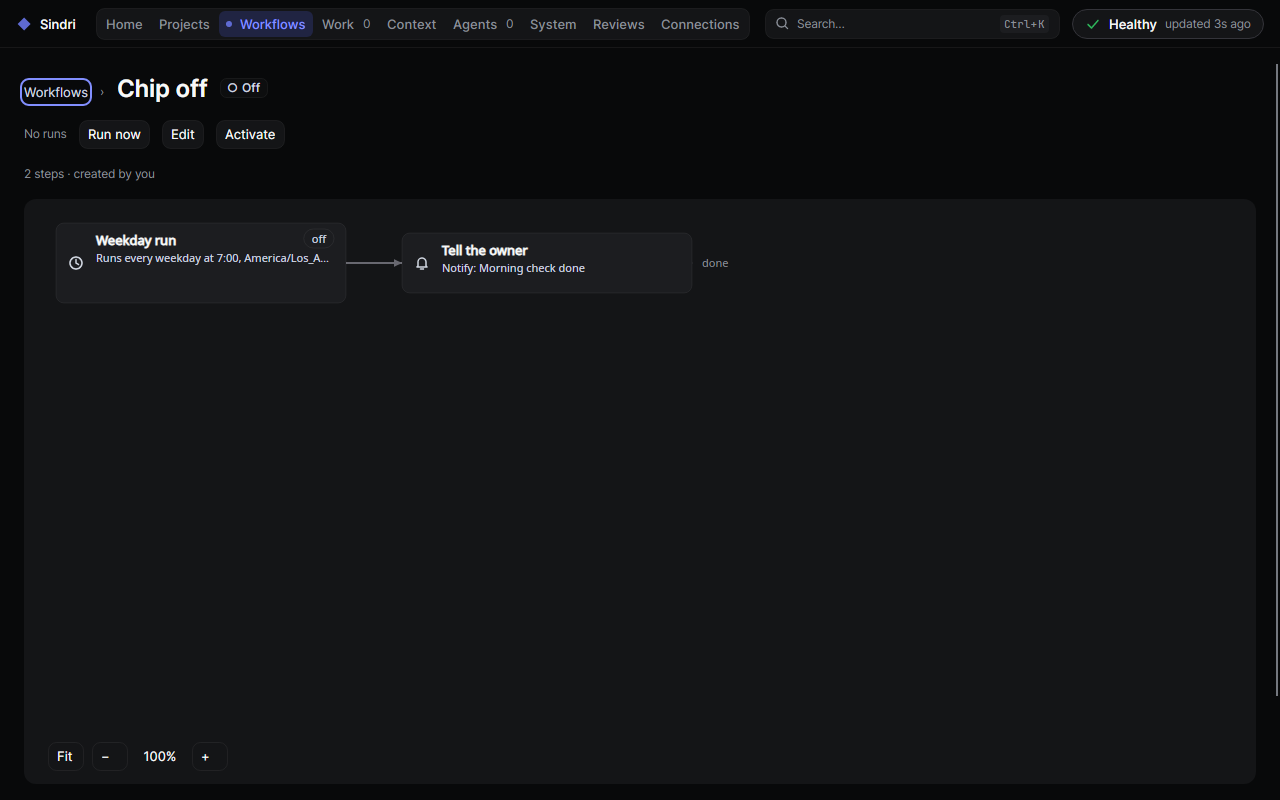 Sindri
Home Projects Workflows Work 0 Context Agents 0 System Reviews Connections
Search... Ctrl+K
Healthy updated 3s ago
Workflows › Chip off Off
No runs Run now Edit Activate
2 steps · created by you
Weekday run off
Runs every weekday at 7:00, America/Los_A...
Tell the owner
Notify: Morning check done
done
Fit − 100% +